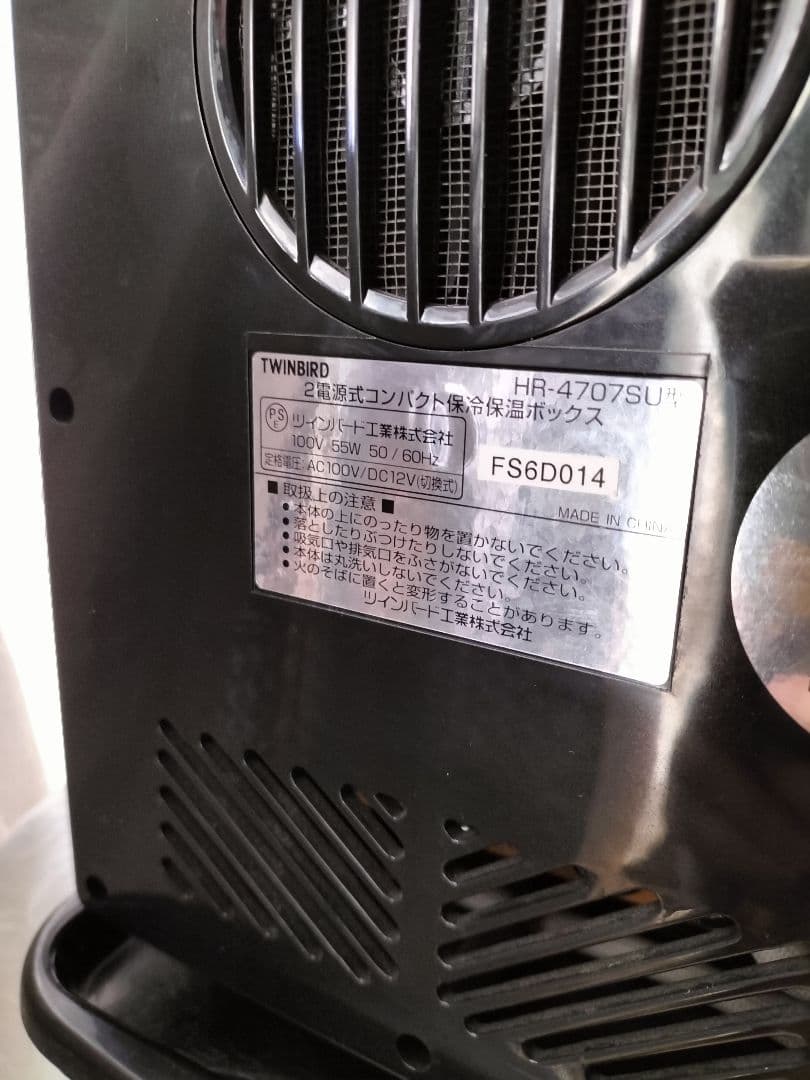 TWINBIRD
HR-4707SU
2電源式コンパクト保冷保温ボックス
PS
E
ツインバード工業株式会社
100V 55W 50/60Hz
定格電圧: AC100V/DC12V(切換式)
FS6D014
■ 取扱上の注意 ■
MADE IN CHINA
●本体の上にのったり物を置かないでください。
●落としたりぶつけたりしないでください。
●吸気口や排気口をふさがないでください。
●本体は丸洗いしないでください。
●火のそばに置くと変形することがあります。
ツインバード工業株式会社